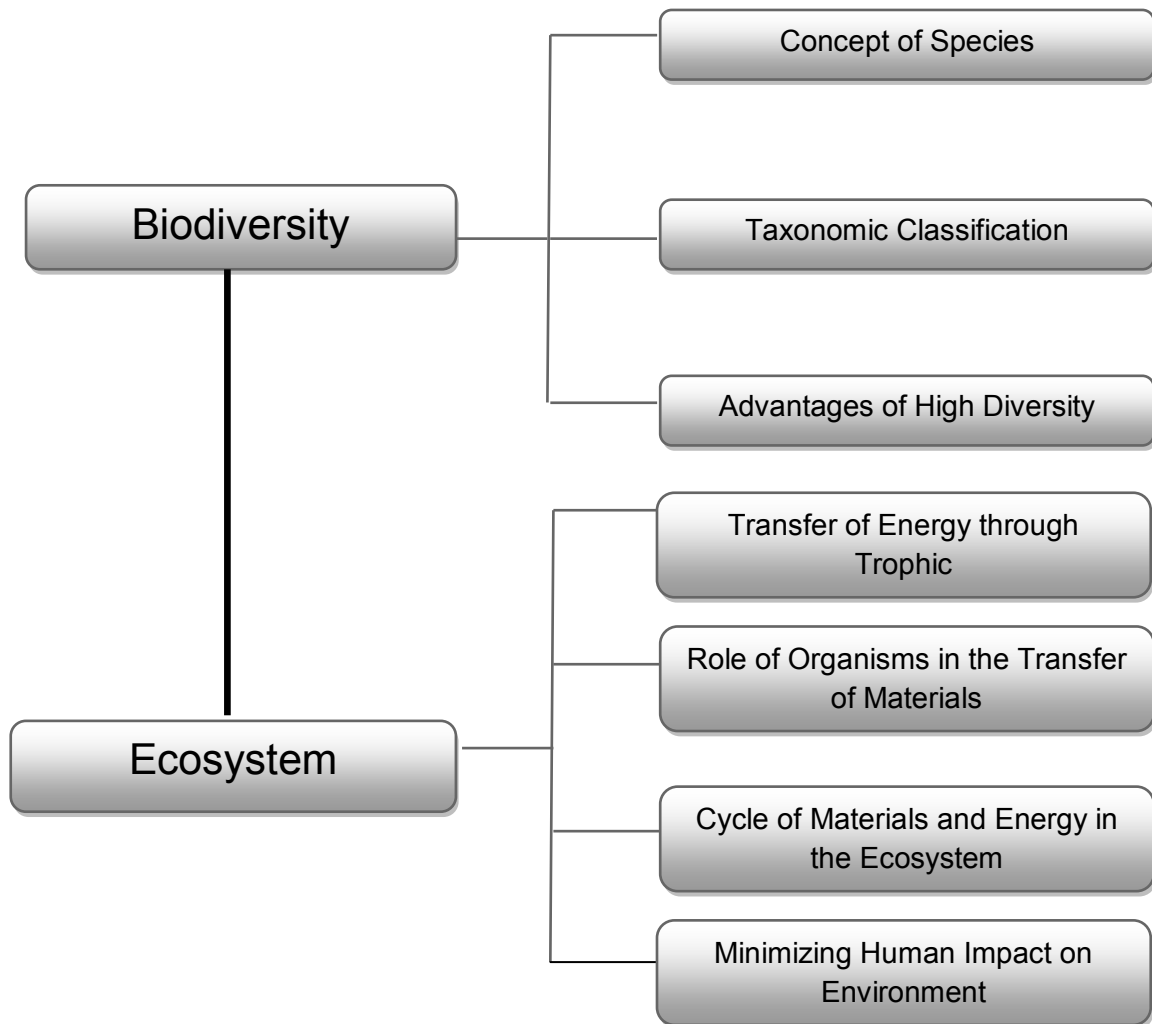 Concept of Species
Biodiversity
Taxonomic Classification
Advantages of High Diversity
Transfer of Energy through
Trophic
Role of Organisms in the Transfer
of Materials
Ecosystem
Cycle of Materials and Energy in
the Ecosystem
Minimizing Human Impact on
Environment